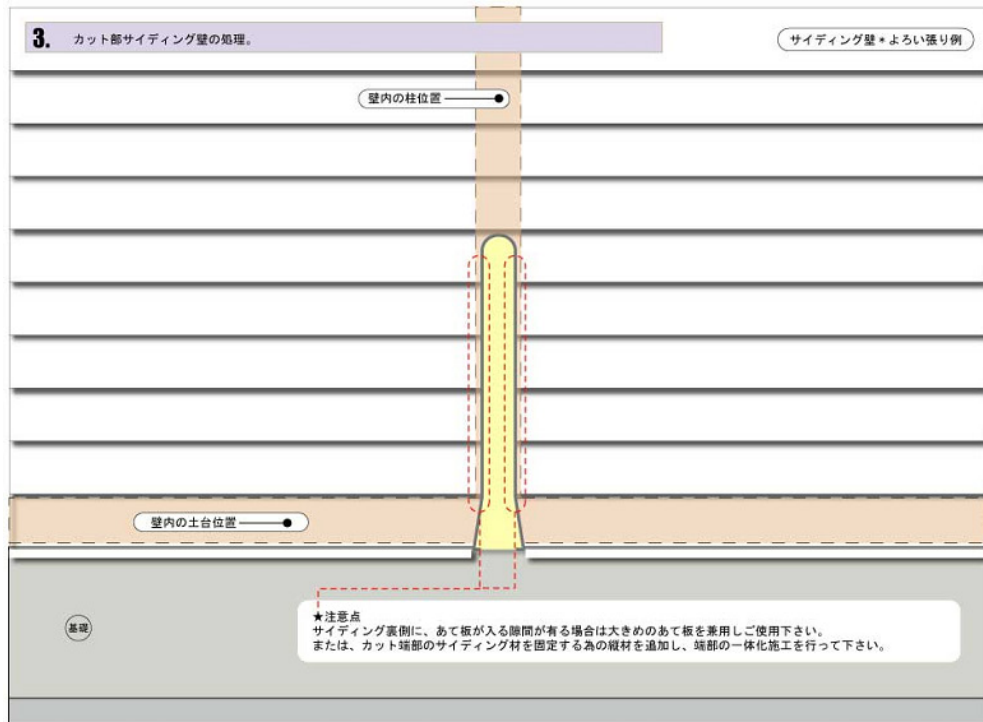 3. カット部サイディング壁の処理。
サイディング壁*よろい張り例
壁内の柱位置
壁内の土台位置
基礎
★注意点
サイディング裏側に、あて板が入る隙間が有る場合は大きめのあて板を兼用しご使用下さい。
または、カット端部のサイディング材を固定する為の縦材を追加し、端部の一体化施工を行って下さい。